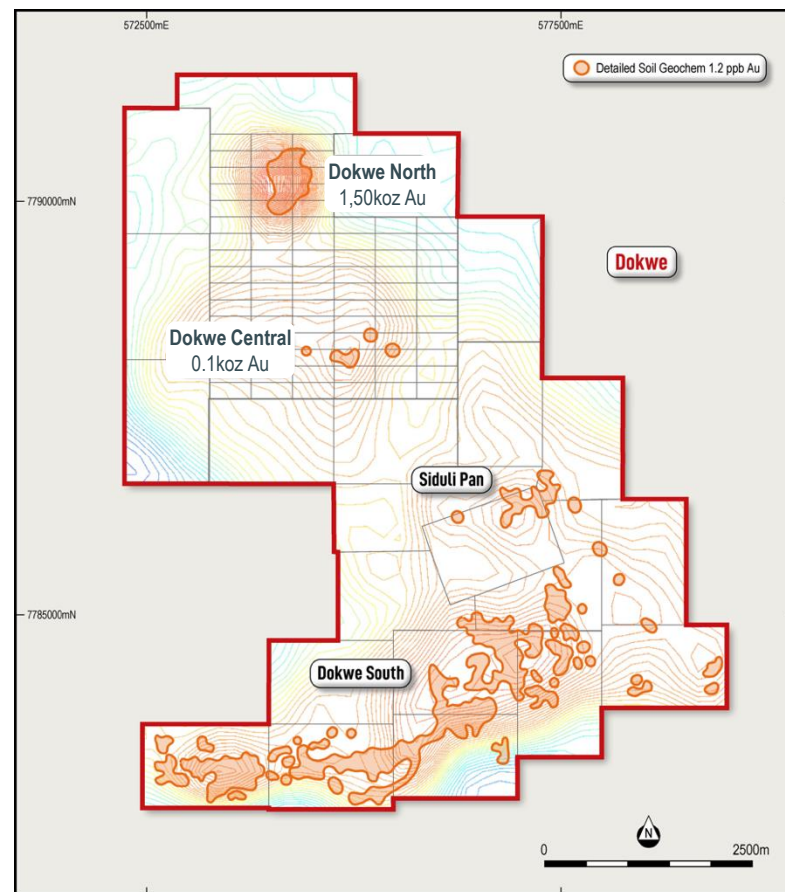 572500mE
577500mE
Detailed Soil Geochem 1.2 ppb Au
Dokwe North
1,50koz Au
7790000mN
Dokwe
Dokwe Central
0.1koz Au
Siduli Pan
7785000mN
Dokwe South
N
0
2500m